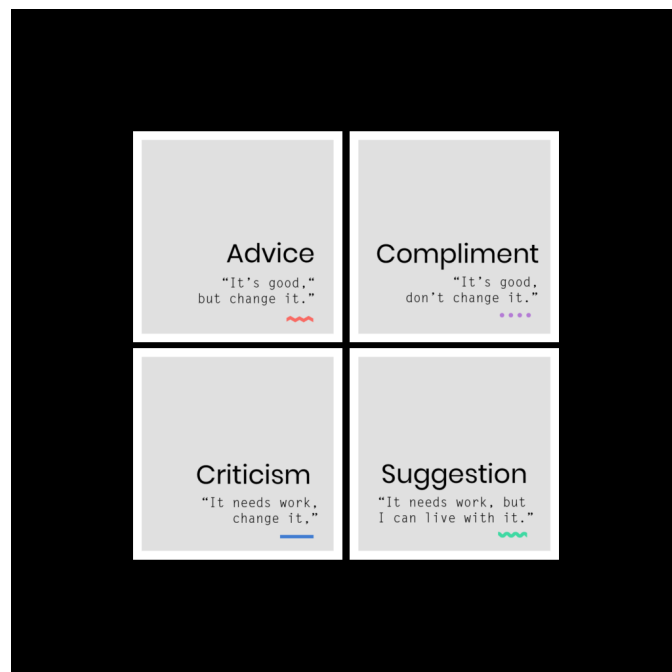 Advice
“It’s good,“
but change it.”
Compliment
“It’s good,
don’t change it.”
Criticism
“It needs work,
change it,”
Suggestion
“It needs work, but
I can live with it.”